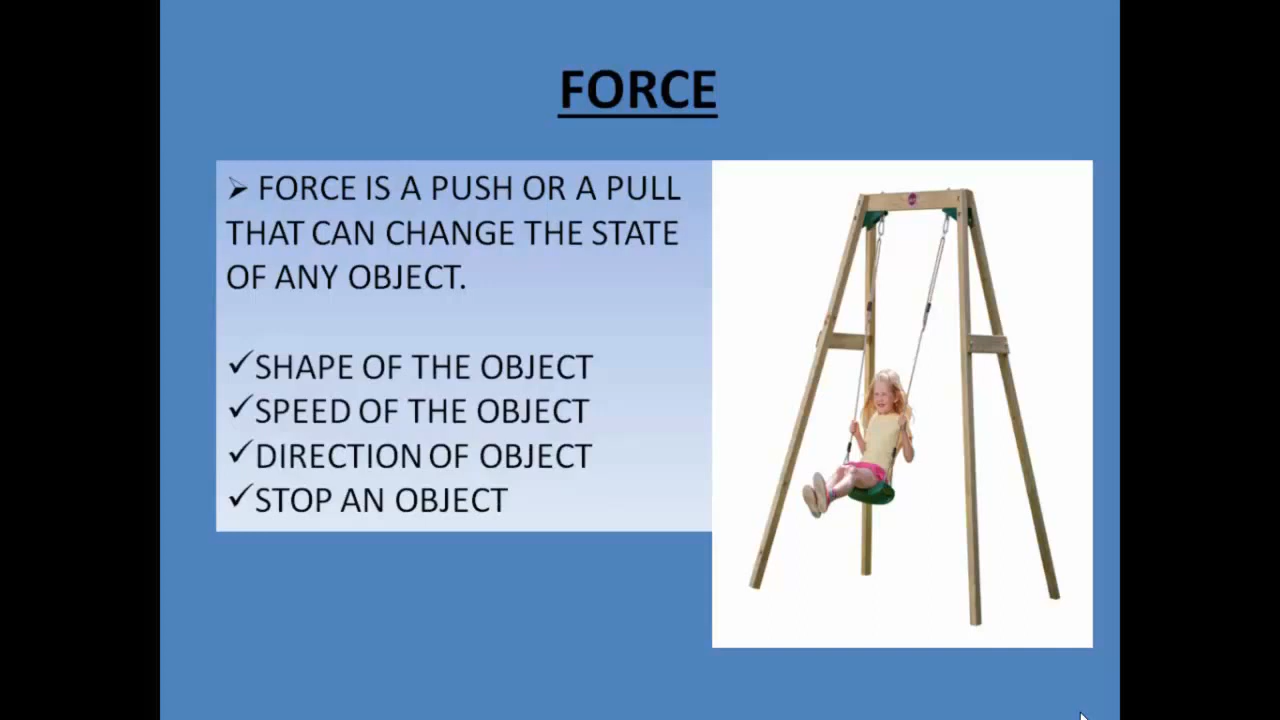 FORCE
➢ FORCE IS A PUSH OR A PULL
THAT CAN CHANGE THE STATE
OF ANY OBJECT.
✓SHAPE OF THE OBJECT
✓SPEED OF THE OBJECT
✓DIRECTION OF OBJECT
✓STOP AN OBJECT